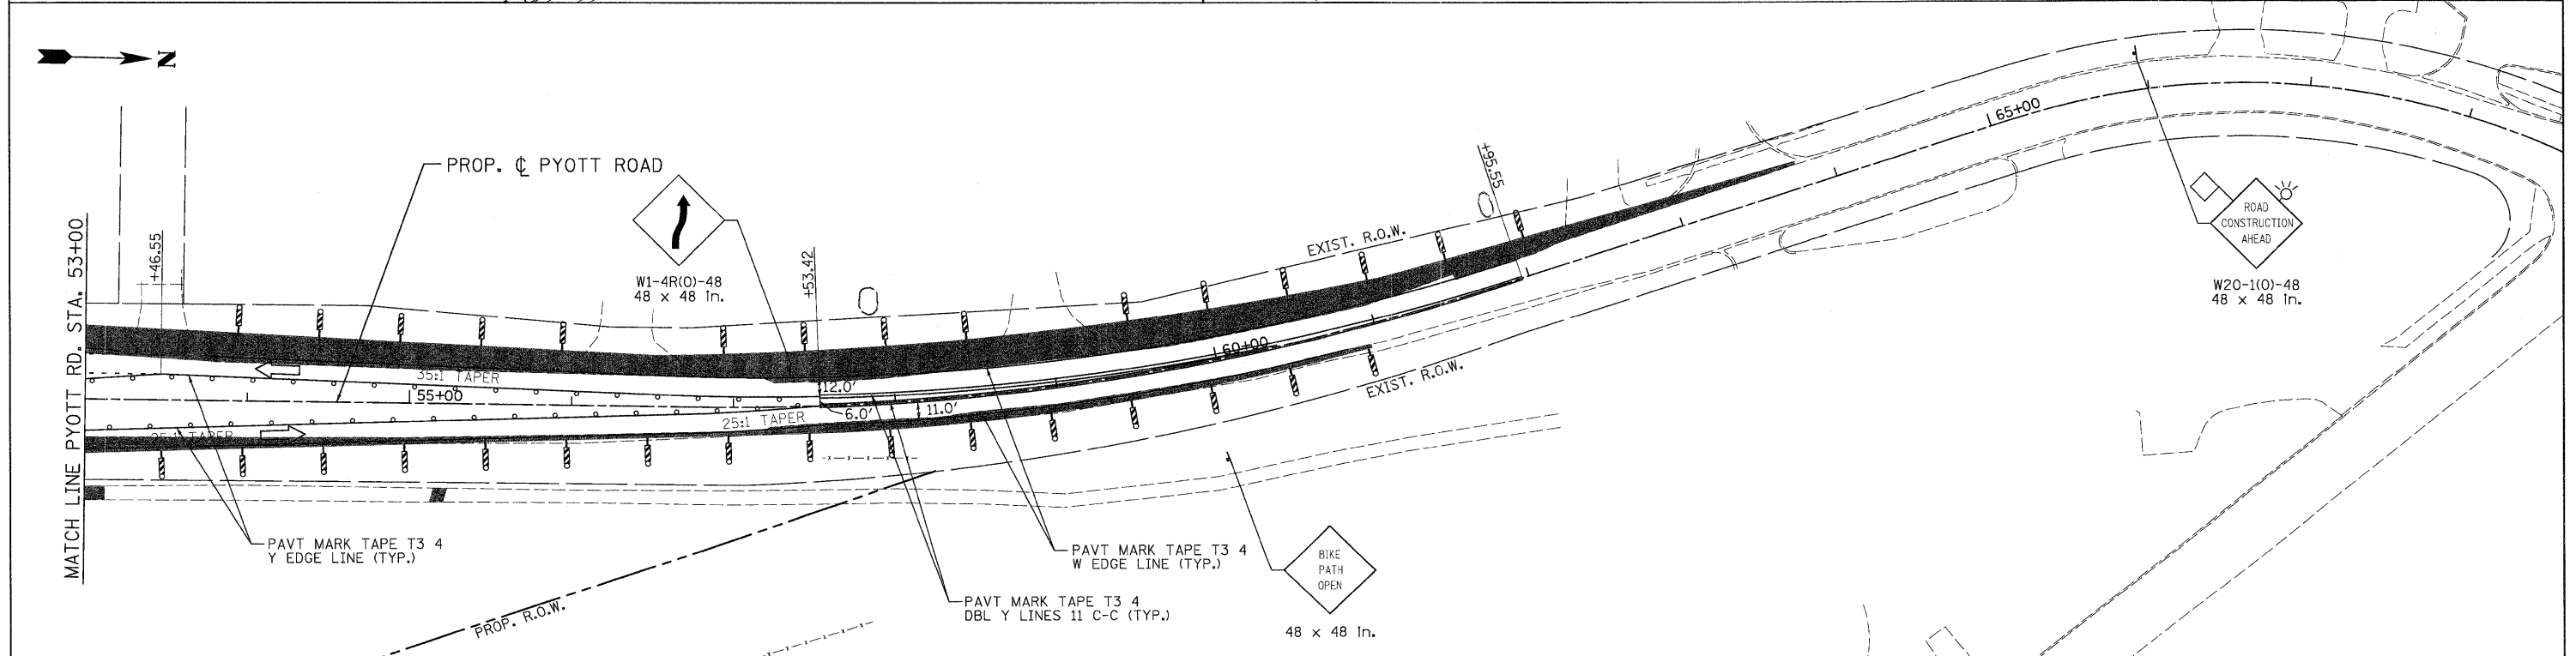 N
PROP. ℄ PYOTT ROAD
W1-4R(O)-48
48 x 48 In.
MATCH LINE PYOTT RD. STA. 53+00
+46.55
+53.42
EXIST. R.O.W.
+95.55
65+00
ROAD
CONSTRUCTION
AHEAD
W20-1(O)-48
48 x 48 In.
35:1 TAPER
55+00
12.0'
6.0'
11.0'
60+00
25:1 TAPER
25:1 TAPER
EXIST. R.O.W.
PAVT MARK TAPE T3 4
Y EDGE LINE (TYP.)
PAVT MARK TAPE T3 4
W EDGE LINE (TYP.)
PAVT MARK TAPE T3 4
DBL Y LINES 11 C-C (TYP.)
BIKE
PATH
OPEN
48 x 48 In.
PROP. R.O.W.